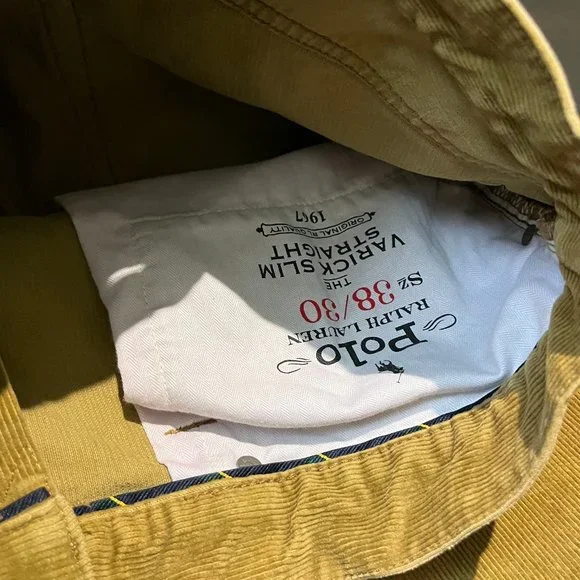 Polo
RALPH LAUREN
Sz 38/30
THE
VARICK SLIM
STRAIGHT
ORIGINAL RL QUALITY
1967